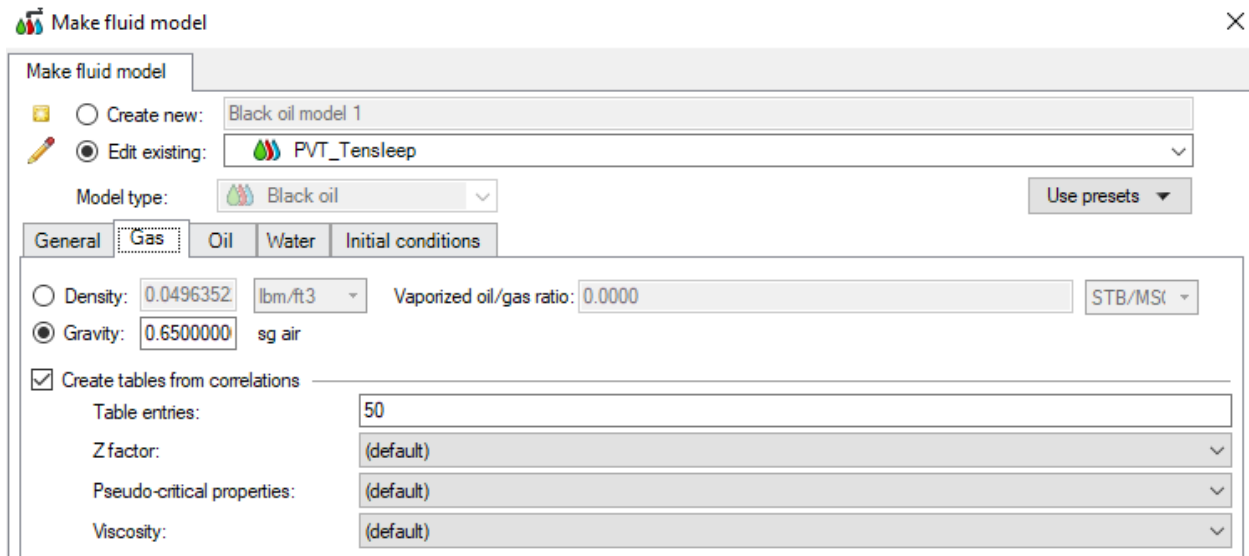 Make fluid model
Make fluid model
Create new: Black oil model 1
Edit existing: PVT_Tensleep
Model type: Black oil Use presets
General Gas Oil Water Initial conditions
Density: 0.0496352 lbm/ft3 Vaporized oil/gas ratio: 0.0000 STB/MS(
Gravity: 0.6500000 sg air
Create tables from correlations
Table entries: 50
Z factor: (default)
Pseudo-critical properties: (default)
Viscosity: (default)